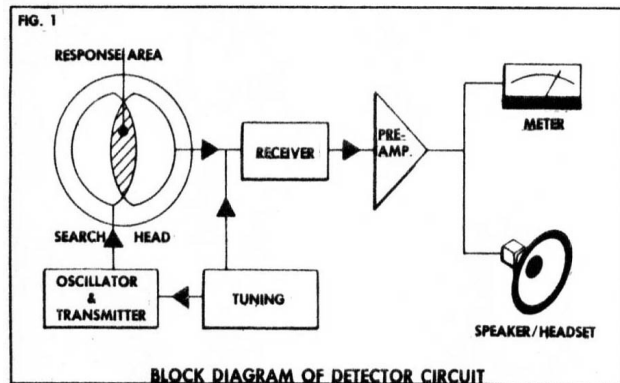 FIG. 1
RESPONSE AREA
SEARCH HEAD
RECEIVER
PRE-
AMP.
METER
OSCILLATOR
&
TRANSMITTER
TUNING
SPEAKER/HEADSET
BLOCK DIAGRAM OF DETECTOR CIRCUIT